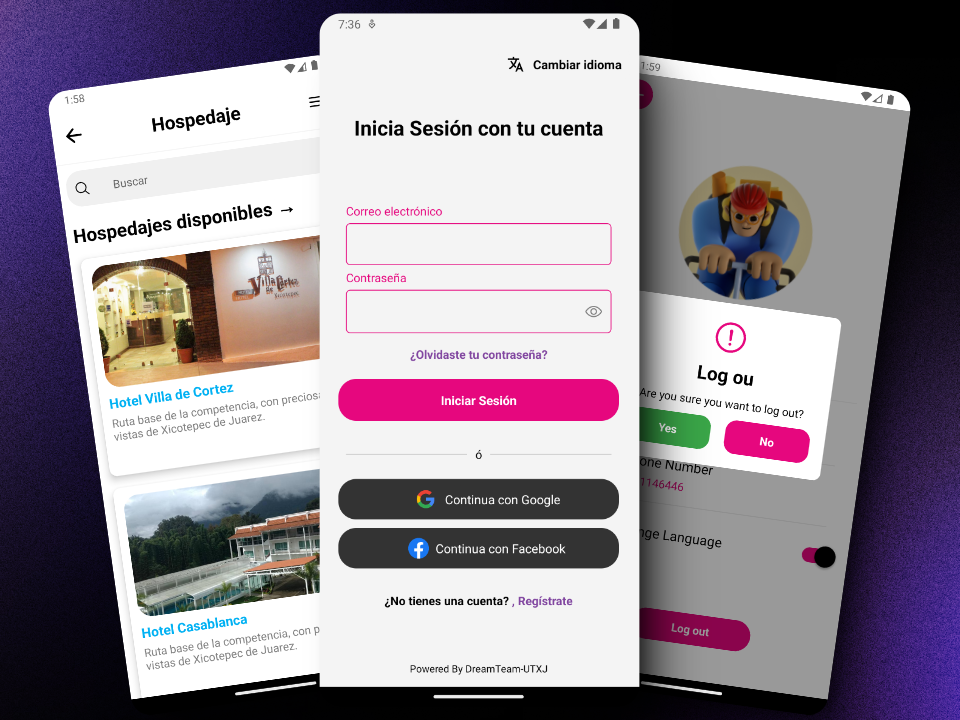 1:58
Hospedaje
Buscar
Hospedajes disponibles →
Villa
de Cortez
Xicotepec
Hotel Villa de Cortez
Ruta base de la competencia, con preciosa
vistas de Xicotepec de Juarez.
Hotel Casablanca
Ruta base de la competencia, con p
vistas de Xicotepec de Juarez.
7:36
Cambiar idioma
Inicia Sesión con tu cuenta
Correo electrónico
Contraseña
¿Olvidaste tu contraseña?
Iniciar Sesión
ó
Continua con Google
Continua con Facebook
¿No tienes una cuenta? , Regístrate
Powered By DreamTeam-UTXJ
1:59
Log ou
Are you sure you want to log out?
Yes
No
one Number
1146446
nge Language
Log out